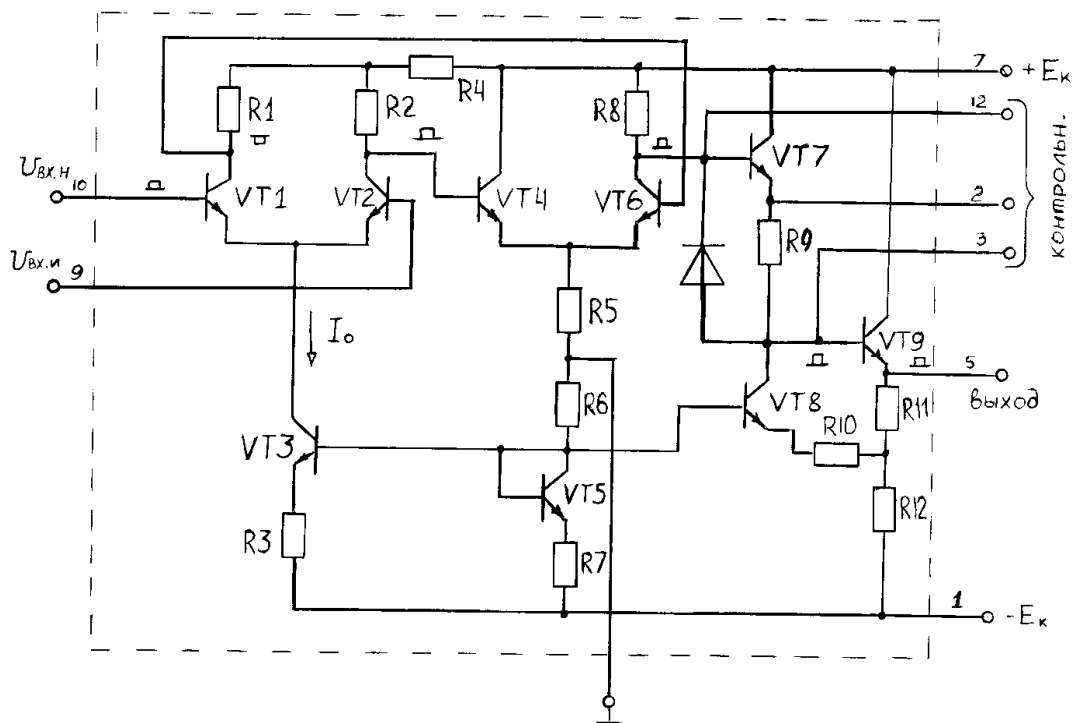 7
+Eк
R1
R2
R4
R8
12
Uвх.н
10
VT1
VT2
VT4
VT6
VT7
2
КОНТРОЛЬН.
Uвх.и
9
R9
3
I₀
R5
VT9
5
выход
R6
VT8
R11
R10
VT3
VT5
R12
R3
R7
1
-Eк